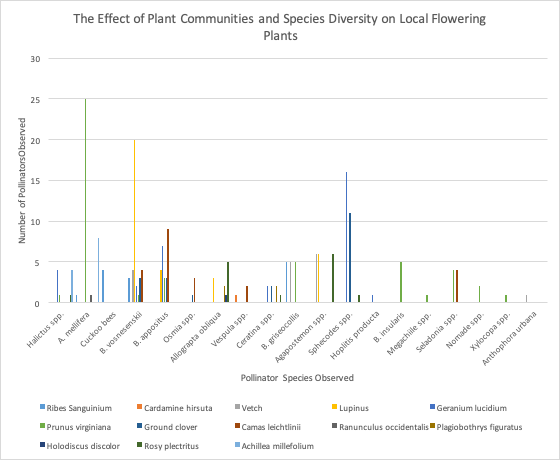 The Effect of Plant Communities and Species Diversity on Local Flowering
Plants
30
25
20
15
10
5
0
Number of PollinatorsObserved
Halictus spp.
A. mellifera
Cuckoo bees
B. vosnesenskii
B. appositus
Osmia spp.
Allograpta obliqua
Vespula spp.
Ceratina spp.
B. griseocollis
Agapostemon spp.
Sphecodes spp.
Hoplitis producta
B. insularis
Megachile spp.
Seladonia spp.
Nomade spp.
Xylocopa spp.
Anthophora urbana
Pollinator Species Observed
Ribes Sanguinium Cardamine hirsuta Vetch Lupinus Geranium lucidium
Prunus virginiana Ground clover Camas leichtlinii Ranunculus occidentalis Plagiobothrys figuratus
Holodiscus discolor Rosy plectritus Achillea millefolium